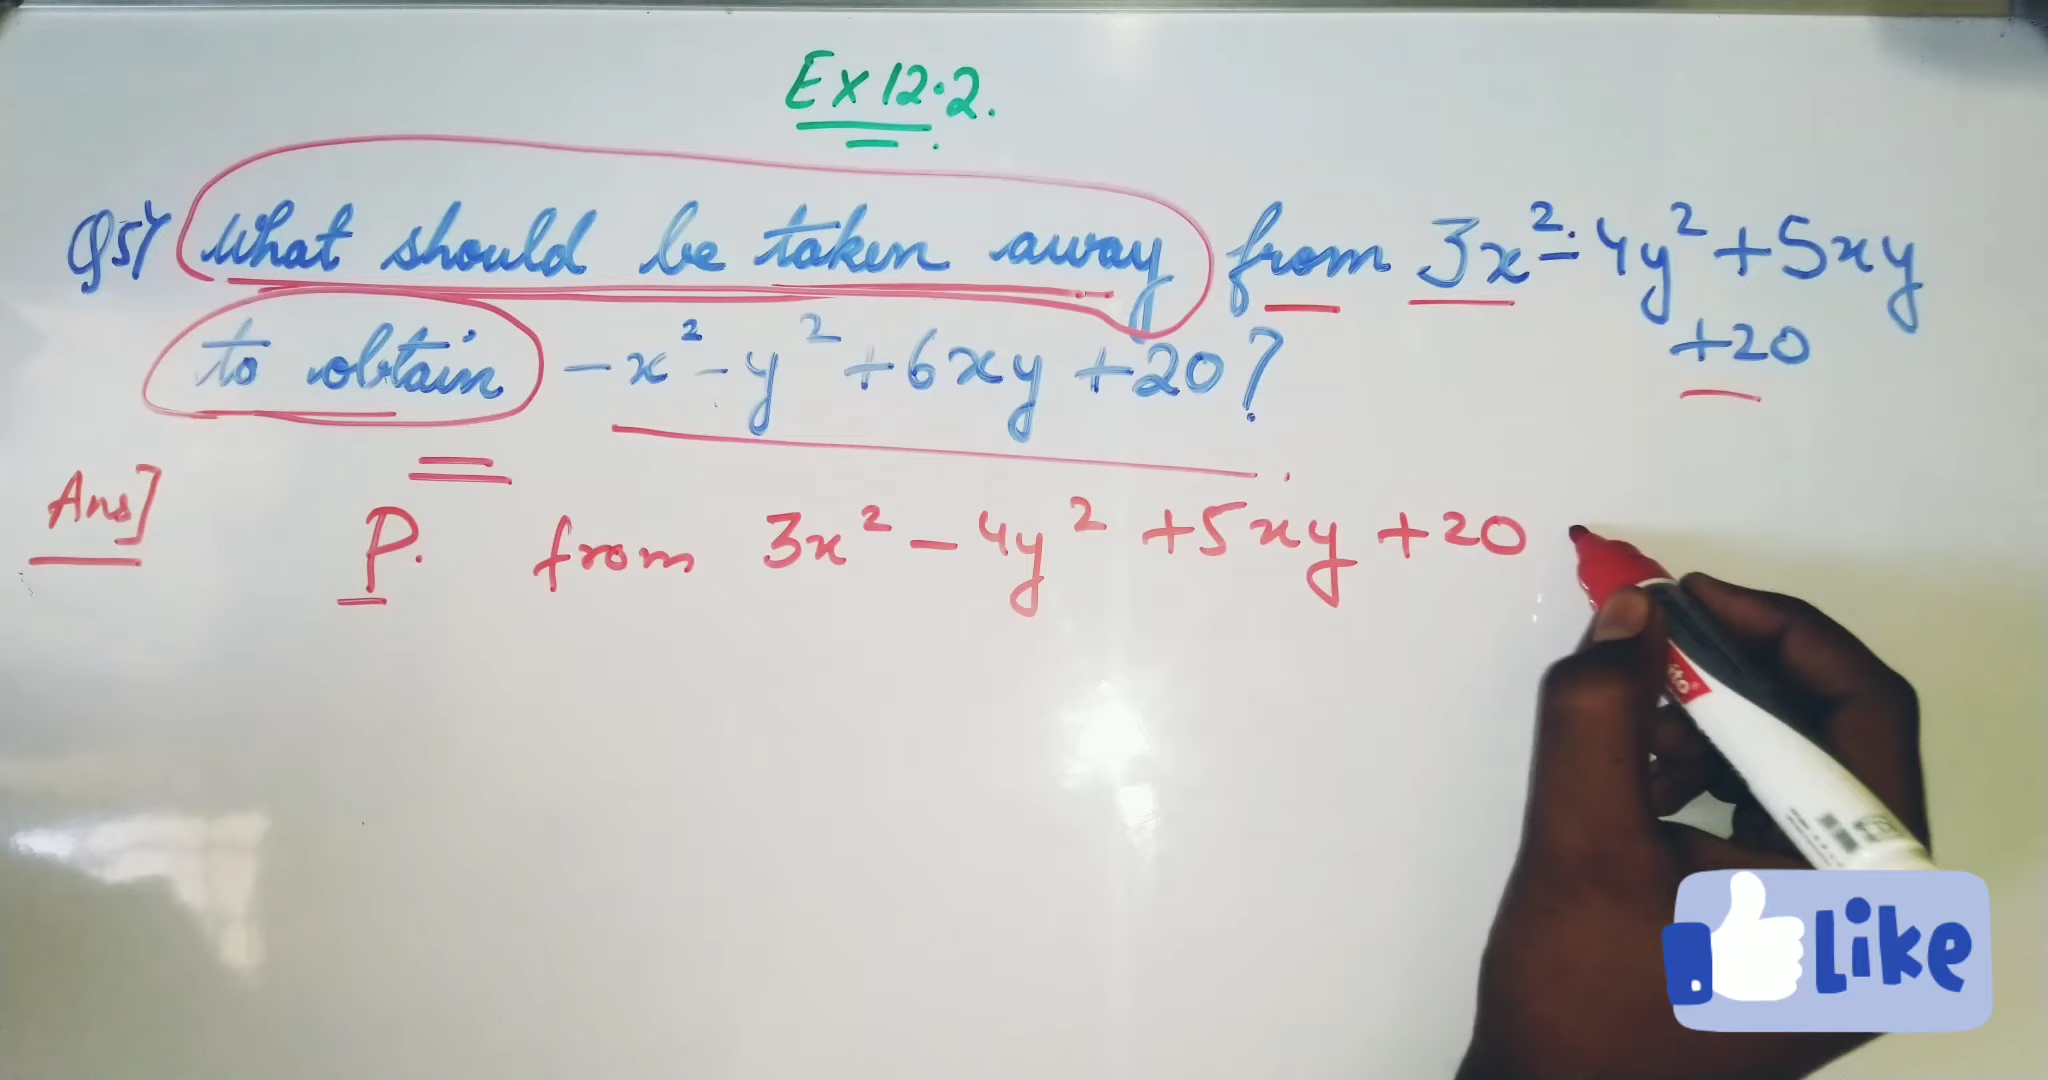 Ex 12.2.
Q5) What should be taken away from 3x² - 4y² + 5xy
+20
to obtain -x² - y² + 6xy + 20?
Ans] P. from 3x² - 4y² + 5xy + 20
Like